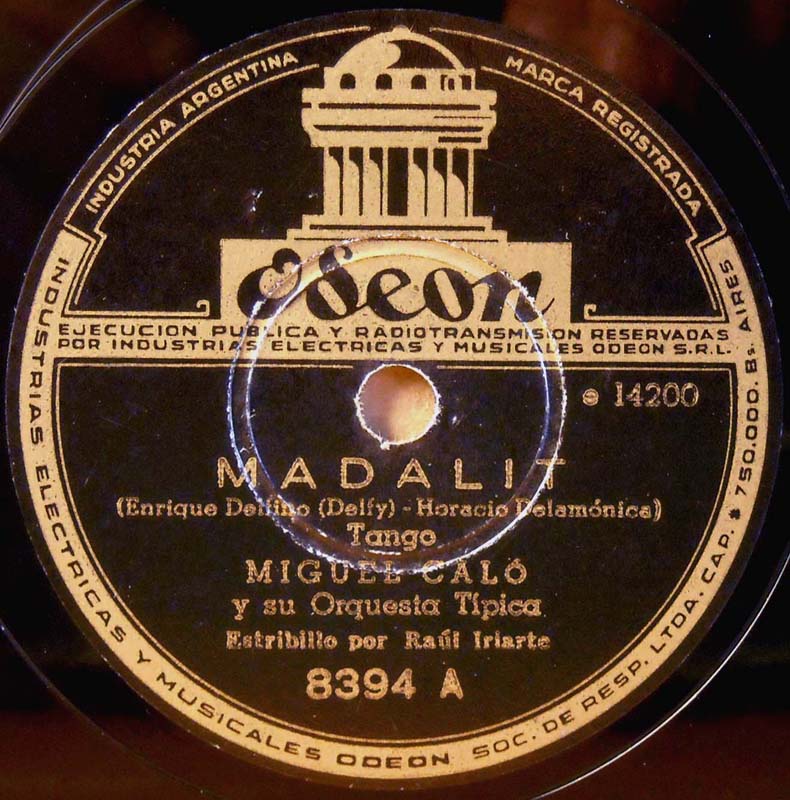 INDUSTRIA ARGENTINA
MARCA REGISTRADA
Odeon
EJECUCION PUBLICA Y RADIOTRANSMISION RESERVADAS
POR INDUSTRIAS ELECTRICAS Y MUSICALES ODEON S.R.L.
e 14200
MADALIT
(Enrique Delfino (Delfy) - Horacio Delamónica)
Tango
MIGUEL CALÓ
y su Orquesta Típica
Estribillo por Raúl Iriarte
8394 A
INDUSTRIAS ELECTRICAS Y MUSICALES ODEON SOC. DE RESP. LTDA. CAP. $ 750.000. Bs AIRES